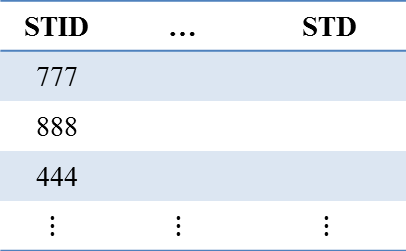 STID … STD
777
888
444
⋮ ⋮ ⋮